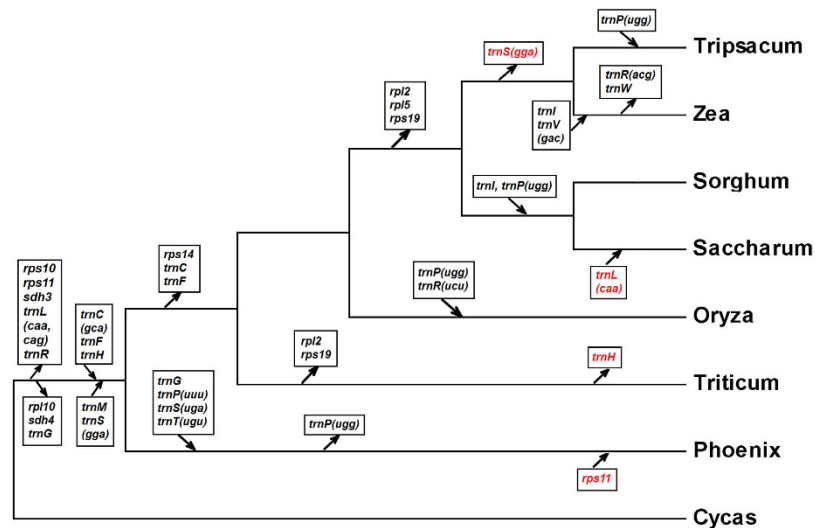 trnP(ugg)
Tripsacum
trnS(gga)
trnR(acg)
trnW
Zea
rpl2
rpl5
rps19
trnI
trnV
(gac)
trnI, trnP(ugg)
Sorghum
Saccharum
trnL
(caa)
rps14
trnC
trnF
trnP(ugg)
trnR(ucu)
Oryza
rps10
rps11
sdh3
trnL
(caa,
cag)
trnR
trnC
(gca)
trnF
trnH
rpl2
rps19
trnH
Triticum
rpl10
sdh4
trnG
trnM
trnS
(gga)
trnG
trnP(uuu)
trnS(uga)
trnT(ugu)
trnP(ugg)
Phoenix
rps11
Cycas